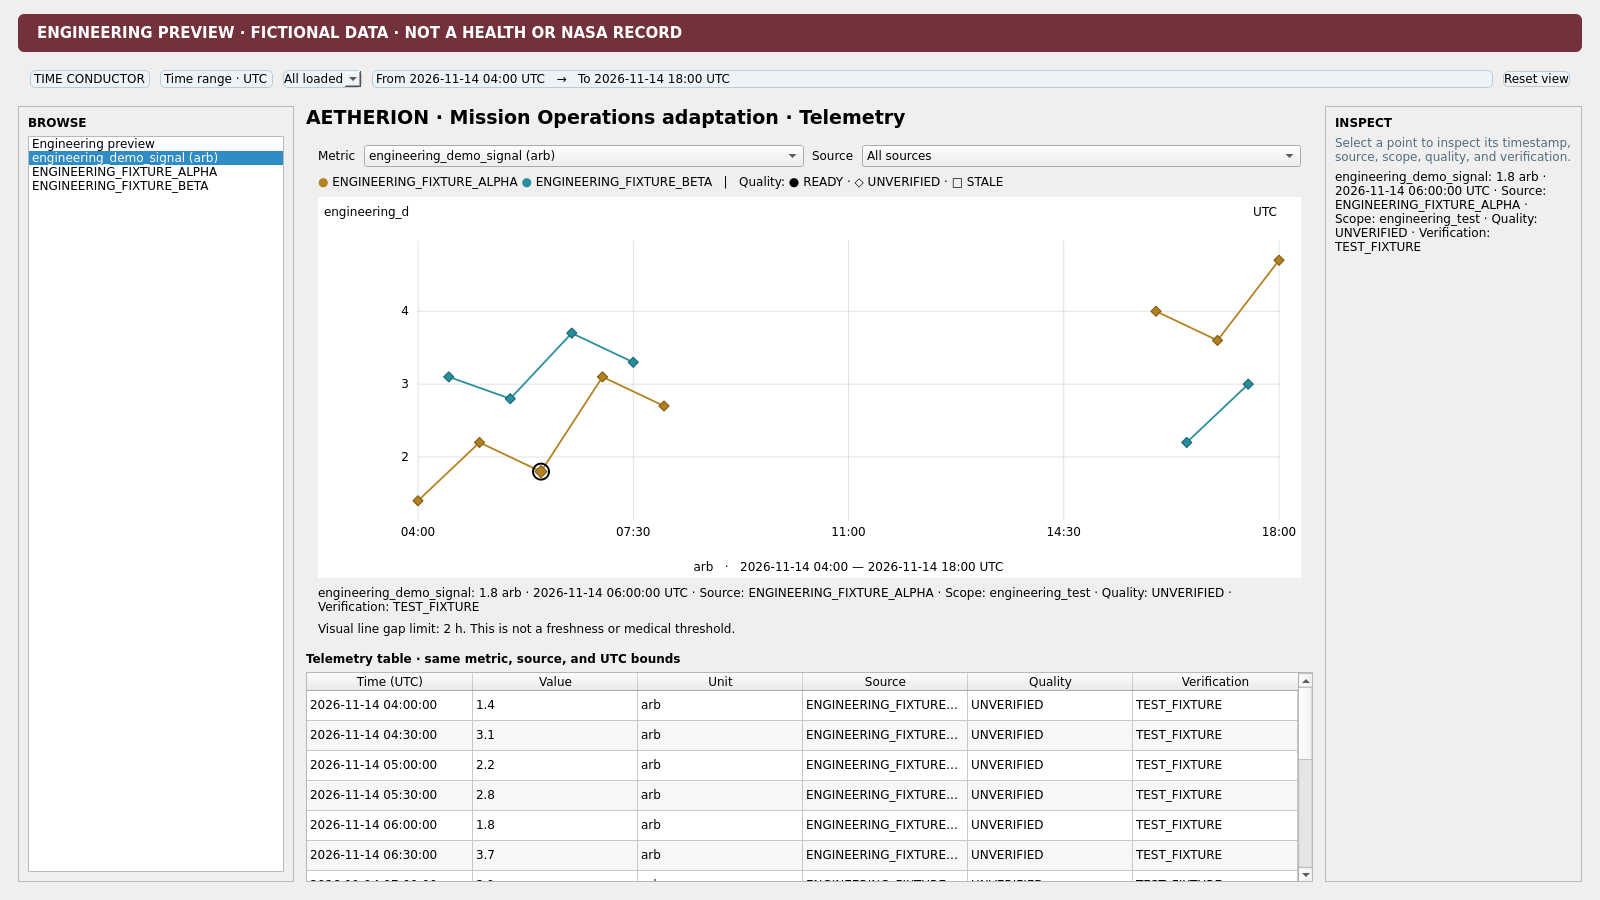 ENGINEERING PREVIEW · FICTIONAL DATA · NOT A HEALTH OR NASA RECORD
TIME CONDUCTOR
Time range · UTC
All loaded
From 2026-11-14 04:00 UTC → To 2026-11-14 18:00 UTC
Reset view
BROWSE
Engineering preview
engineering_demo_signal (arb)
ENGINEERING_FIXTURE_ALPHA
ENGINEERING_FIXTURE_BETA
AETHERION · Mission Operations adaptation · Telemetry
Metric engineering_demo_signal (arb) Source All sources
● ENGINEERING_FIXTURE_ALPHA ● ENGINEERING_FIXTURE_BETA | Quality: ● READY · ◇ UNVERIFIED · □ STALE
engineering_d UTC
4
3
2
04:00 07:30 11:00 14:30 18:00
arb · 2026-11-14 04:00 — 2026-11-14 18:00 UTC
engineering_demo_signal: 1.8 arb · 2026-11-14 06:00:00 UTC · Source: ENGINEERING_FIXTURE_ALPHA · Scope: engineering_test · Quality: UNVERIFIED ·
Verification: TEST_FIXTURE
Visual line gap limit: 2 h. This is not a freshness or medical threshold.
Telemetry table · same metric, source, and UTC bounds
Time (UTC) Value Unit Source Quality Verification
2026-11-14 04:00:00 1.4 arb ENGINEERING_FIXTURE... UNVERIFIED TEST_FIXTURE
2026-11-14 04:30:00 3.1 arb ENGINEERING_FIXTURE... UNVERIFIED TEST_FIXTURE
2026-11-14 05:00:00 2.2 arb ENGINEERING_FIXTURE... UNVERIFIED TEST_FIXTURE
2026-11-14 05:30:00 2.8 arb ENGINEERING_FIXTURE... UNVERIFIED TEST_FIXTURE
2026-11-14 06:00:00 1.8 arb ENGINEERING_FIXTURE... UNVERIFIED TEST_FIXTURE
2026-11-14 06:30:00 3.7 arb ENGINEERING_FIXTURE... UNVERIFIED TEST_FIXTURE
INSPECT
Select a point to inspect its timestamp,
source, scope, quality, and verification.
engineering_demo_signal: 1.8 arb ·
2026-11-14 06:00:00 UTC · Source:
ENGINEERING_FIXTURE_ALPHA ·
Scope: engineering_test · Quality:
UNVERIFIED · Verification:
TEST_FIXTURE